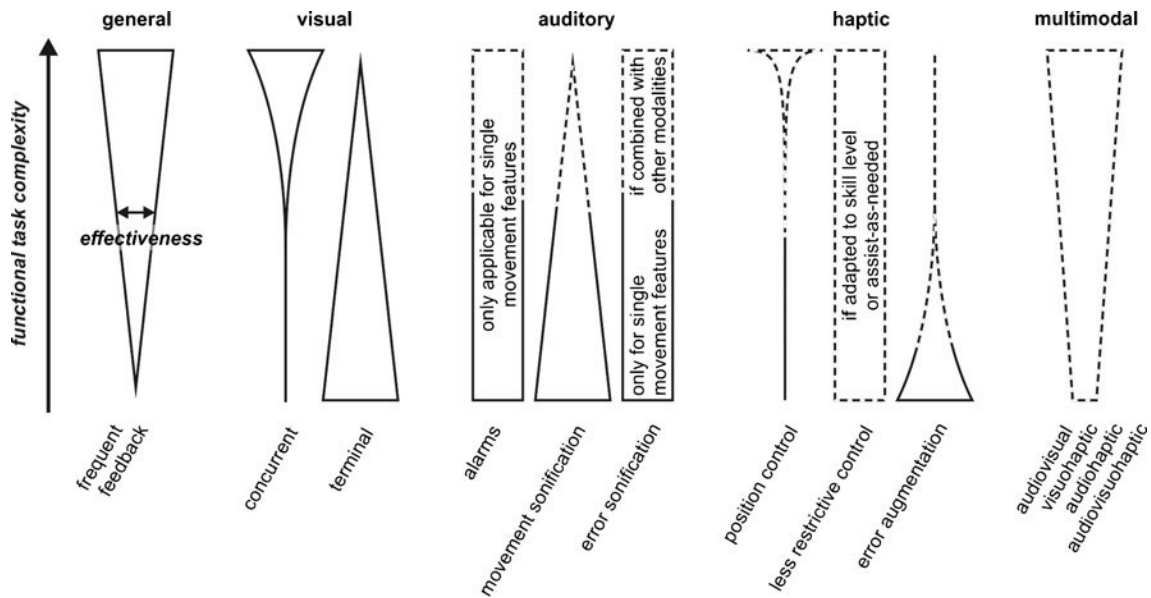 general
visual
auditory
haptic
multimodal
functional task complexity
effectiveness
only applicable for single
movement features
if combined with
other modalities
only for single
movement features
if adapted to skill level
or assist-as-needed
frequent
feedback
concurrent
terminal
alarms
movement sonification
error sonification
position control
less restrictive control
error augmentation
audiovisual
visuohaptic
audiohaptic
audiovisuohaptic